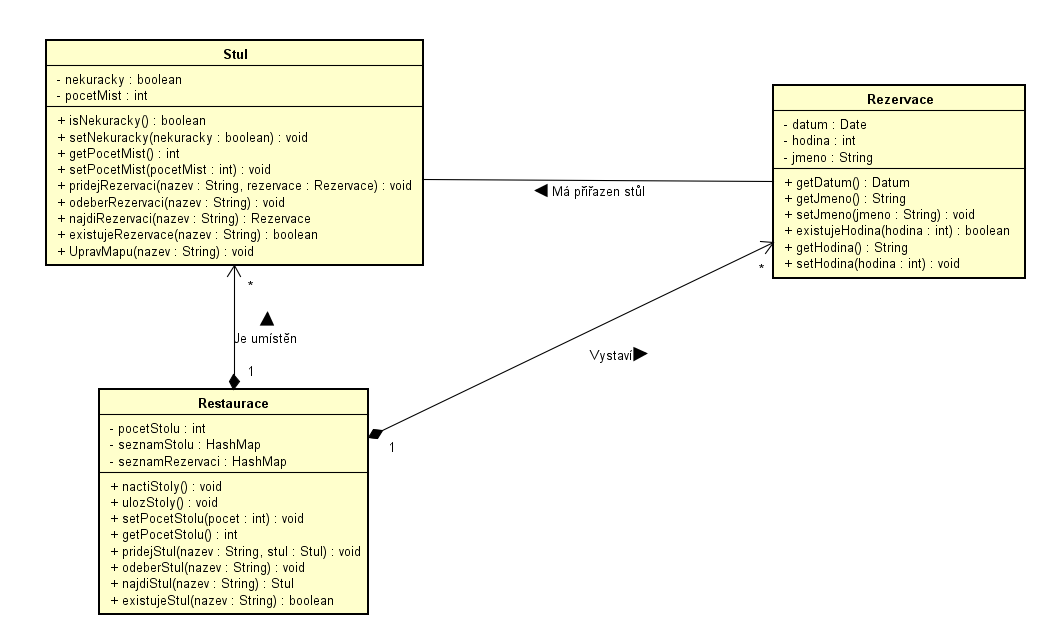 Stul
- nekuracky : boolean
- pocetMist : int
+ isNekuracky() : boolean
+ setNekuracky(nekuracky : boolean) : void
+ getPocetMist() : int
+ setPocetMist(pocetMist : int) : void
+ pridejRezervaci(nazev : String, rezervace : Rezervace) : void
+ odeberRezervaci(nazev : String) : void
+ najdiRezervaci(nazev : String) : Rezervace
+ existujeRezervace(nazev : String) : boolean
+ UpravMapu(nazev : String) : void
Rezervace
- datum : Date
- hodina : int
- jmeno : String
+ getDatum() : Datum
+ getJmeno() : String
+ setJmeno(jmeno : String) : void
+ existujeHodina(hodina : int) : boolean
+ getHodina() : String
+ setHodina(hodina : int) : void
Má přiřazen stůl
*
*
Je umístěn
Vystaví
1
1
Restaurace
- pocetStolu : int
- seznamStolu : HashMap
- seznamRezervaci : HashMap
+ nactiStoly() : void
+ ulozStoly() : void
+ setPocetStolu(pocet : int) : void
+ getPocetStolu() : int
+ pridejStul(nazev : String, stul : Stul) : void
+ odeberStul(nazev : String) : void
+ najdiStul(nazev : String) : Stul
+ existujeStul(nazev : String) : boolean